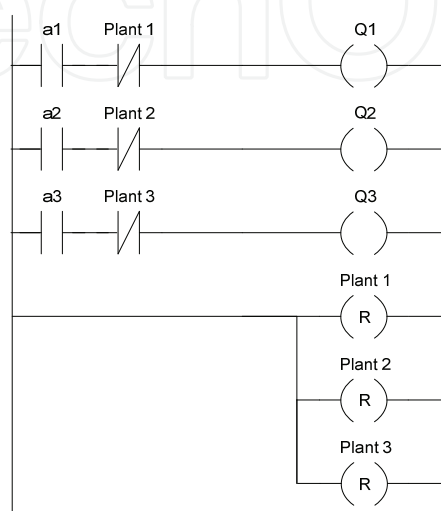 a1 Plant 1 Q1
a2 Plant 2 Q2
a3 Plant 3 Q3
Plant 1
R
Plant 2
R
Plant 3
R